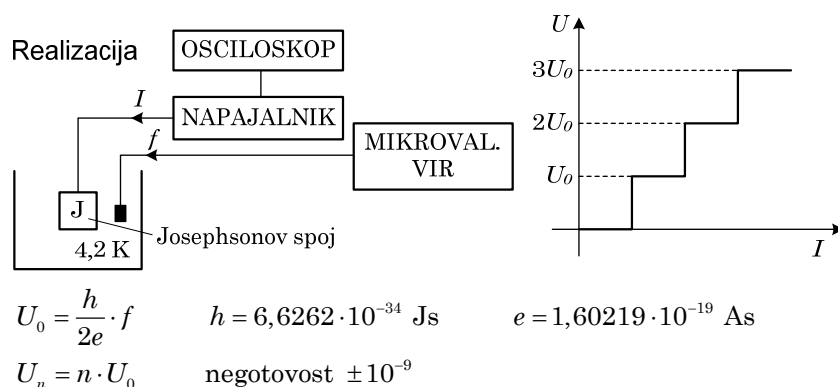 Realizacija
OSCILOSKOP
I
NAPAJALNIK
f
MIKROVAL.
VIR
J
Josephsonov spoj
4,2 K
U
3U₀
2U₀
U₀
I
U₀ = h/2e · f    h = 6,6262·10⁻³⁴ Js    e = 1,60219·10⁻¹⁹ As
Uₙ = n·U₀    negotovost ±10⁻⁹